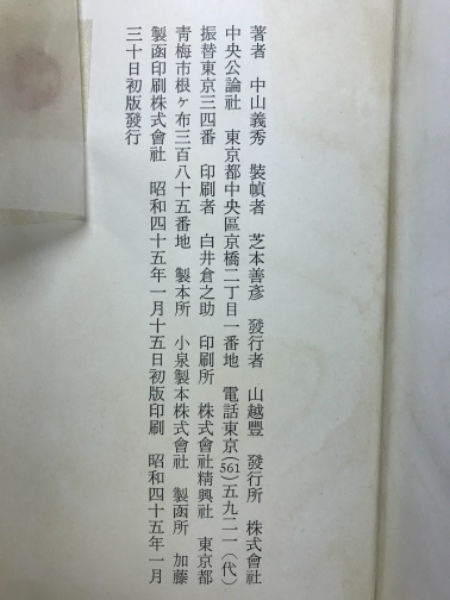 著者　中山義秀　裝幀者　芝本善彥　發行者　山越豐　發行所　株式會社
中央公論社　東京都中央區京橋二丁目一番地　電話東京(561)五九二一（代）
振替東京三四番　印刷者　白井倉之助　印刷所　株式會社精興社　東京都
靑梅市根ヶ布三百八十五番地　製本所　小泉製本株式會社　製函所　加藤
製函印刷株式會社　昭和四十五年一月十五日初版印刷　昭和四十五年一月
三十日初版發行